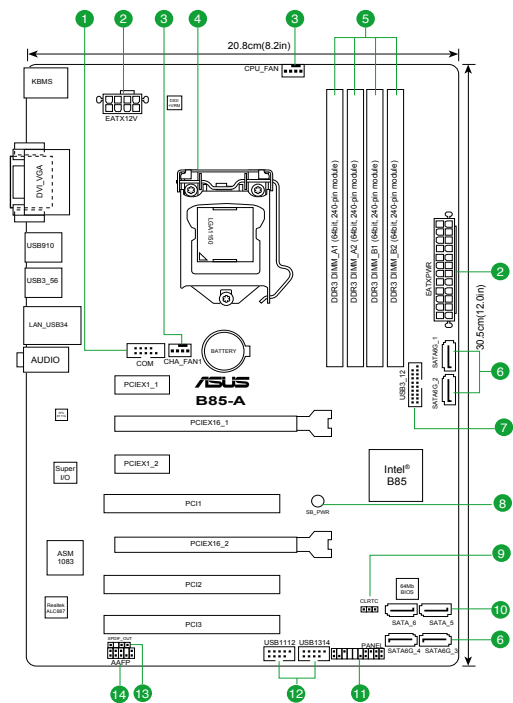 1
2
3
4
3
5
20.8cm(8.2in)
CPU_FAN
KBMS
EATX12V
DIGI
+VRM
DVI_VGA
LGA1150
DDR3 DIMM_A1 (64bit, 240-pin module)
DDR3 DIMM_A2 (64bit, 240-pin module)
DDR3 DIMM_B1 (64bit, 240-pin module)
DDR3 DIMM_B2 (64bit, 240-pin module)
EATXPWR
2
30.5cm(12.0in)
USB910
USB3_56
LAN_USB34
AUDIO
1
COM
CHA_FAN1
BATTERY
SATA6G_1
SATA6G_2
6
USB3_12
7
PCIEX1_1
ASUS
B85-A
PCIEX16_1
Super
I/O
PCIEX1_2
Intel®
B85
PCI1
SB_PWR
8
PCIEX16_2
ASM
1083
9
CLRTC
64Mb
BIOS
PCI2
SATA_6
SATA_5
10
Realtek
ALC887
PCI3
SPDIF_OUT
AAFP
USB1112
USB1314
PANEL
SATA6G_4
SATA6G_3
6
14
13
12
11